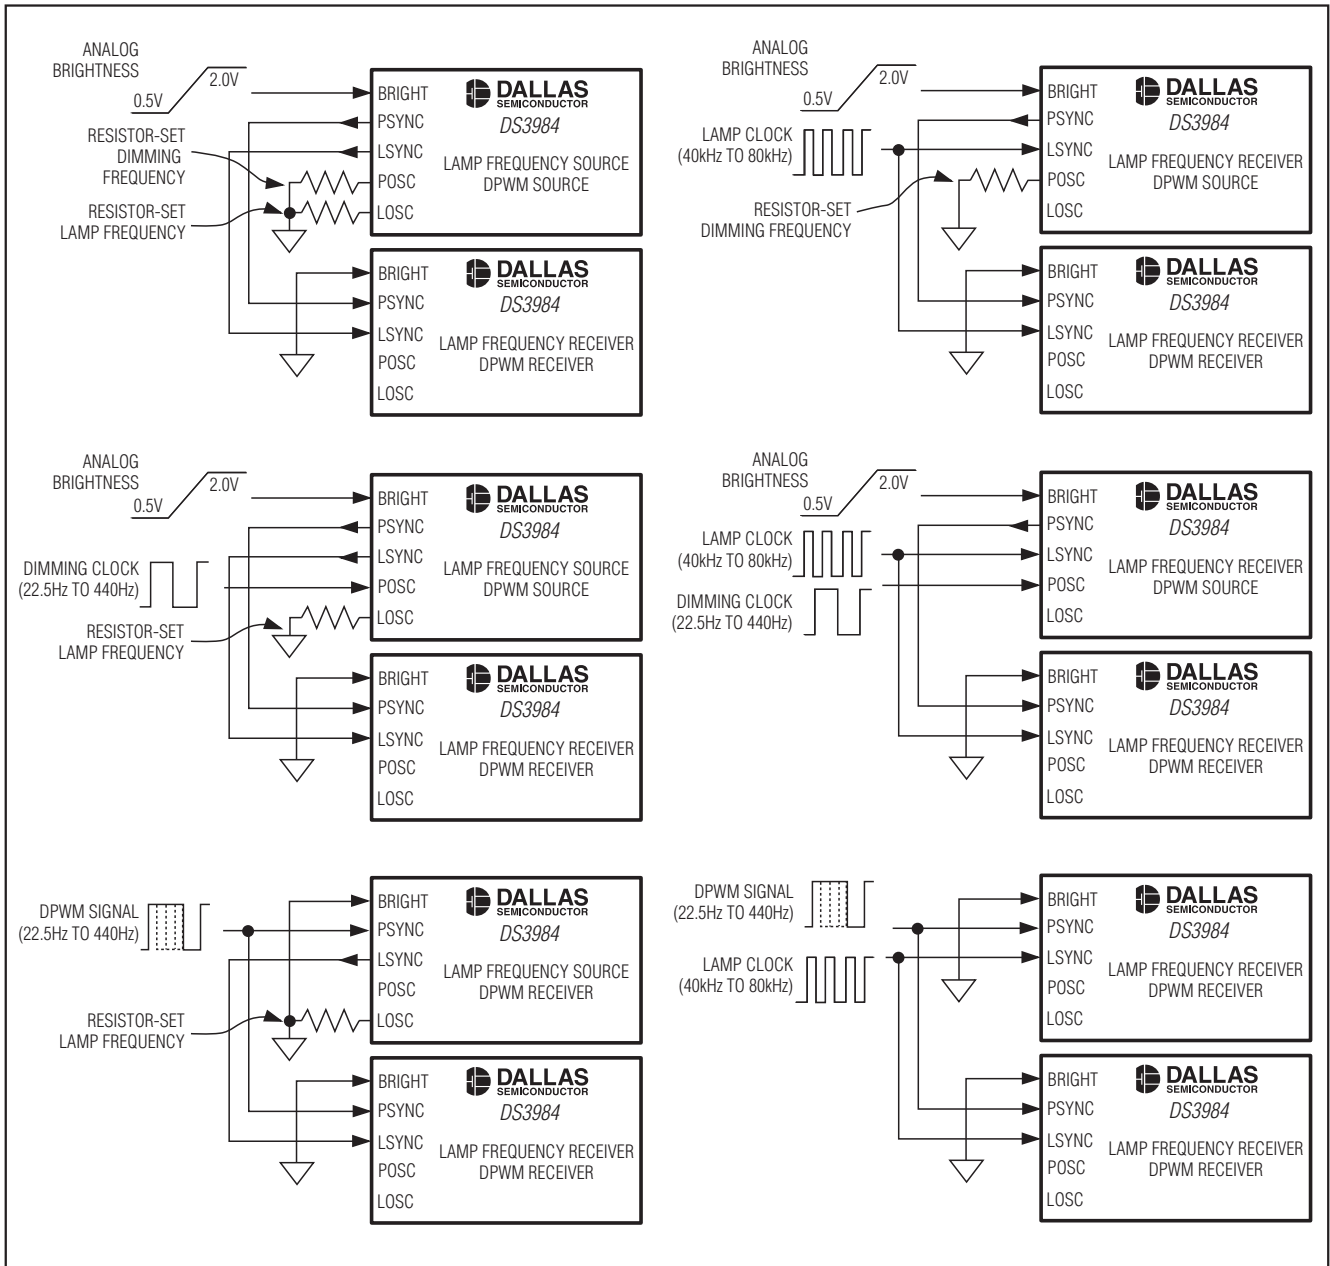 ANALOG
BRIGHTNESS
0.5V
2.0V
RESISTOR-SET
DIMMING
FREQUENCY
RESISTOR-SET
LAMP FREQUENCY
BRIGHT
PSYNC
LSYNC
POSC
LOSC
DALLAS
SEMICONDUCTOR
DS3984
LAMP FREQUENCY SOURCE
DPWM SOURCE
BRIGHT
PSYNC
LSYNC
POSC
LOSC
DALLAS
SEMICONDUCTOR
DS3984
LAMP FREQUENCY RECEIVER
DPWM RECEIVER
ANALOG
BRIGHTNESS
0.5V
2.0V
LAMP CLOCK
(40kHz TO 80kHz)
RESISTOR-SET
DIMMING FREQUENCY
BRIGHT
PSYNC
LSYNC
POSC
LOSC
DALLAS
SEMICONDUCTOR
DS3984
LAMP FREQUENCY RECEIVER
DPWM SOURCE
BRIGHT
PSYNC
LSYNC
POSC
LOSC
DALLAS
SEMICONDUCTOR
DS3984
LAMP FREQUENCY RECEIVER
DPWM RECEIVER
ANALOG
BRIGHTNESS
0.5V
2.0V
DIMMING CLOCK
(22.5Hz TO 440Hz)
RESISTOR-SET
LAMP FREQUENCY
BRIGHT
PSYNC
LSYNC
POSC
LOSC
DALLAS
SEMICONDUCTOR
DS3984
LAMP FREQUENCY SOURCE
DPWM SOURCE
BRIGHT
PSYNC
LSYNC
POSC
LOSC
DALLAS
SEMICONDUCTOR
DS3984
LAMP FREQUENCY RECEIVER
DPWM RECEIVER
ANALOG
BRIGHTNESS
0.5V
2.0V
LAMP CLOCK
(40kHz TO 80kHz)
DIMMING CLOCK
(22.5Hz TO 440Hz)
BRIGHT
PSYNC
LSYNC
POSC
LOSC
DALLAS
SEMICONDUCTOR
DS3984
LAMP FREQUENCY RECEIVER
DPWM SOURCE
BRIGHT
PSYNC
LSYNC
POSC
LOSC
DALLAS
SEMICONDUCTOR
DS3984
LAMP FREQUENCY RECEIVER
DPWM RECEIVER
DPWM SIGNAL
(22.5Hz TO 440Hz)
RESISTOR-SET
LAMP FREQUENCY
BRIGHT
PSYNC
LSYNC
POSC
LOSC
DALLAS
SEMICONDUCTOR
DS3984
LAMP FREQUENCY SOURCE
DPWM RECEIVER
BRIGHT
PSYNC
LSYNC
POSC
LOSC
DALLAS
SEMICONDUCTOR
DS3984
LAMP FREQUENCY RECEIVER
DPWM RECEIVER
DPWM SIGNAL
(22.5Hz TO 440Hz)
LAMP CLOCK
(40kHz TO 80kHz)
BRIGHT
PSYNC
LSYNC
POSC
LOSC
DALLAS
SEMICONDUCTOR
DS3984
LAMP FREQUENCY RECEIVER
DPWM RECEIVER
BRIGHT
PSYNC
LSYNC
POSC
LOSC
DALLAS
SEMICONDUCTOR
DS3984
LAMP FREQUENCY RECEIVER
DPWM RECEIVER